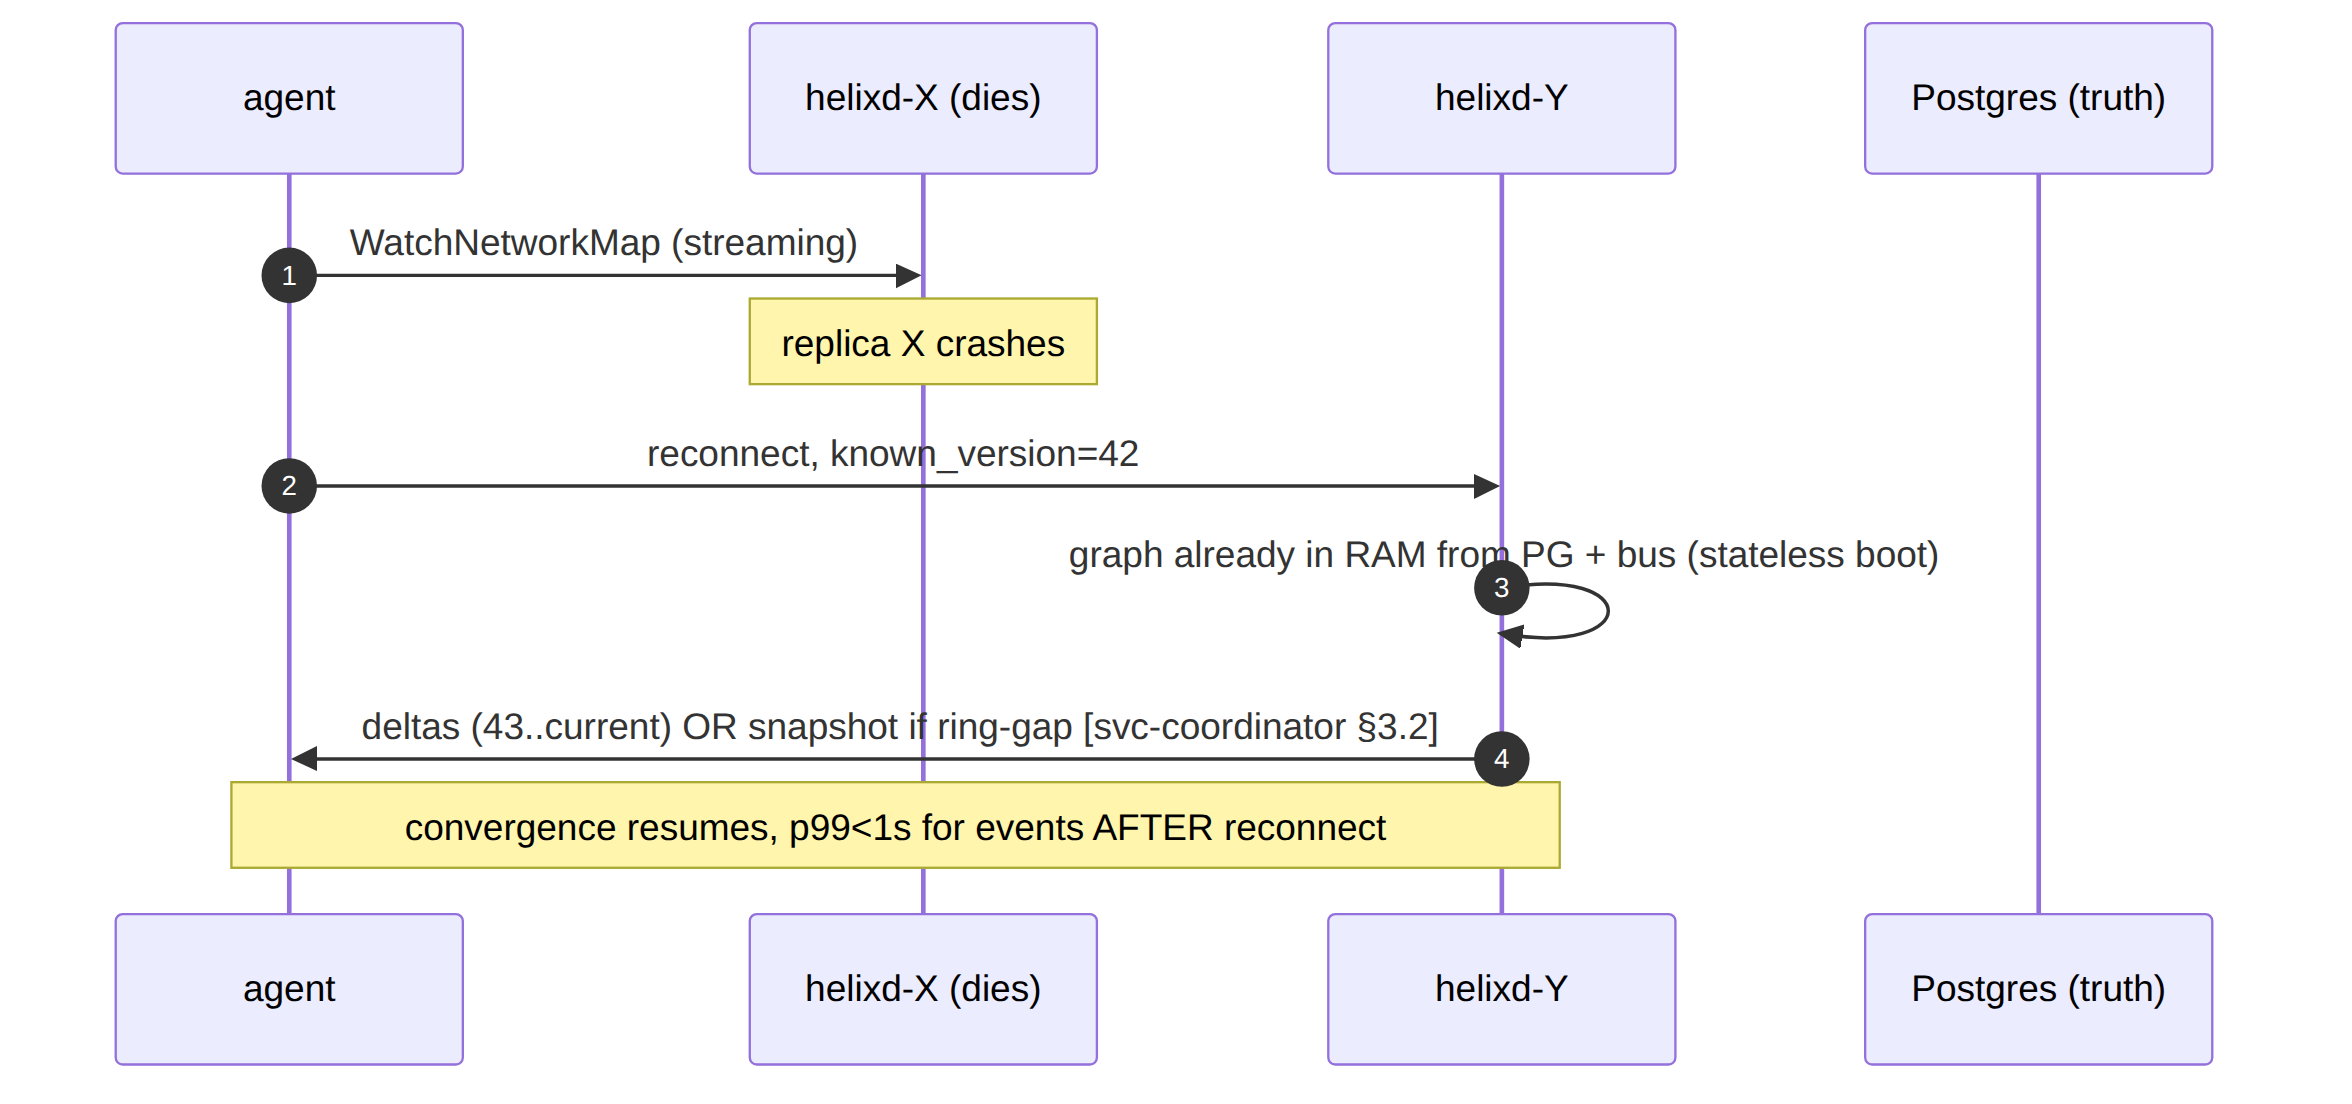 agent
helixd-X (dies)
helixd-Y
Postgres (truth)
WatchNetworkMap (streaming)
1
replica X crashes
reconnect, known_version=42
2
graph already in RAM from PG + bus (stateless boot)
3
deltas (43..current) OR snapshot if ring-gap [svc-coordinator §3.2]
4
convergence resumes, p99<1s for events AFTER reconnect
agent
helixd-X (dies)
helixd-Y
Postgres (truth)